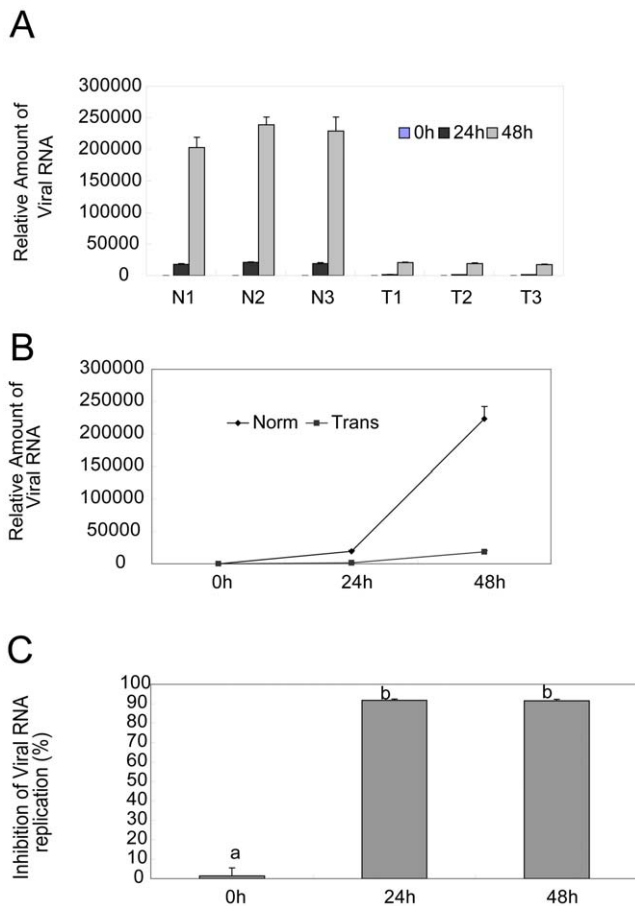 A
Relative Amount of
Viral RNA
300000
250000
200000
150000
100000
50000
0
0h 24h 48h
N1 N2 N3 T1 T2 T3
B
Relative Amount of
Viral RNA
300000
250000
200000
150000
100000
50000
0
Norm Trans
0h 24h 48h
C
Inhibition of Viral RNA
replication (%)
100
90
80
70
60
50
40
30
20
10
0
a b b
0h 24h 48h